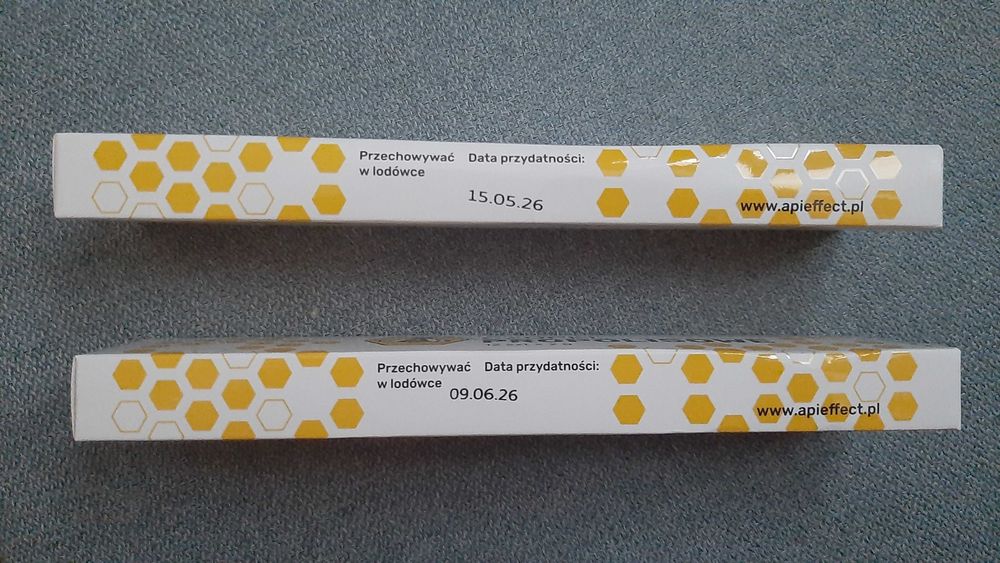 Przechowywać Data przydatności:
w lodówce
15.05.26
www.apieffect.pl
Przechowywać Data przydatności:
w lodówce
09.06.26
www.apieffect.pl